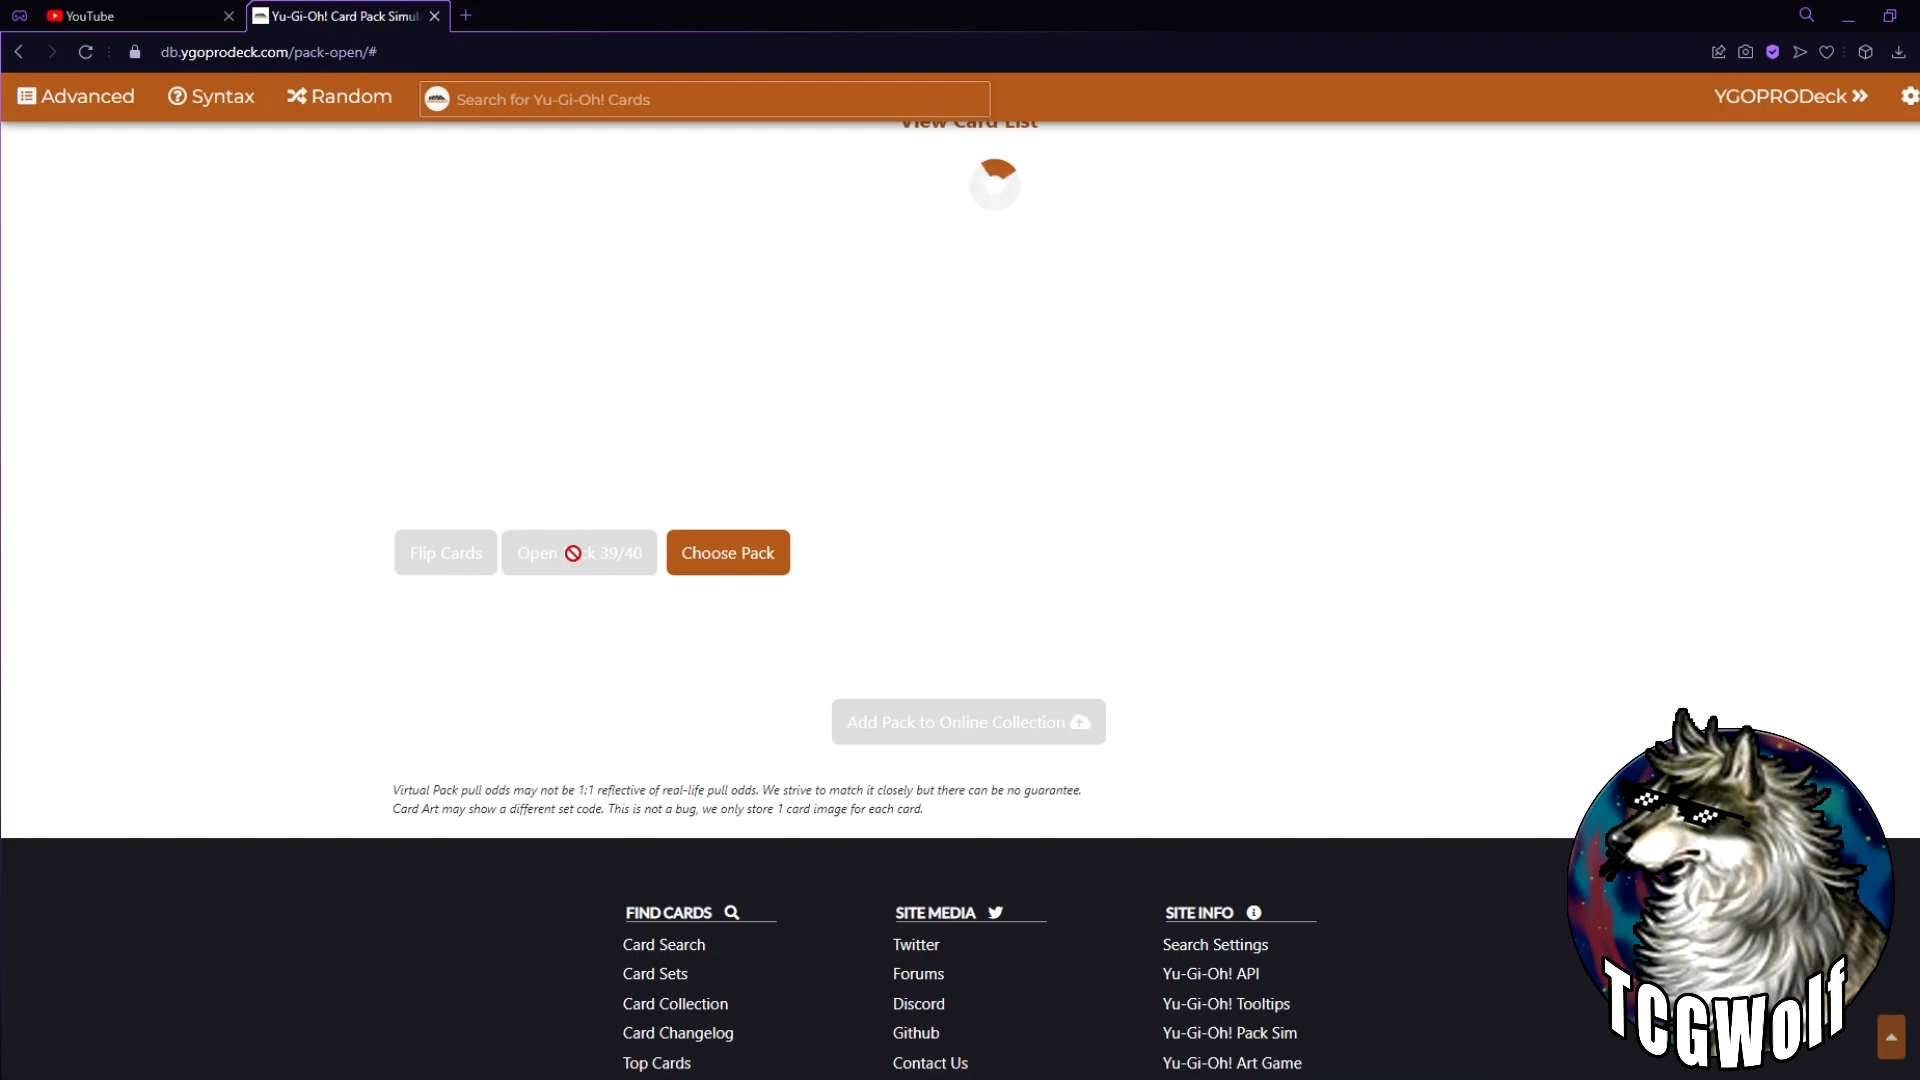 YouTube
Yu-Gi-Oh! Card Pack Simul
db.ygoprodeck.com/pack-open/#
Advanced
Syntax
Random
Search for Yu-Gi-Oh! Cards
YGOPRODeck
View Card List
Flip Cards
Open 39/40
Choose Pack
Add Pack to Online Collection
Virtual Pack pull odds may not be 1:1 reflective of real-life pull odds. We strive to match it closely but there can be no guarantee.
Card Art may show a different set code. This is not a bug, we only store 1 card image for each card.
FIND CARDS
SITE MEDIA
SITE INFO
Card Search
Twitter
Search Settings
Card Sets
Forums
Yu-Gi-Oh! API
Card Collection
Discord
Yu-Gi-Oh! Tooltips
Card Changelog
Github
Yu-Gi-Oh! Pack Sim
Top Cards
Contact Us
Yu-Gi-Oh! Art Game
TCGWolf